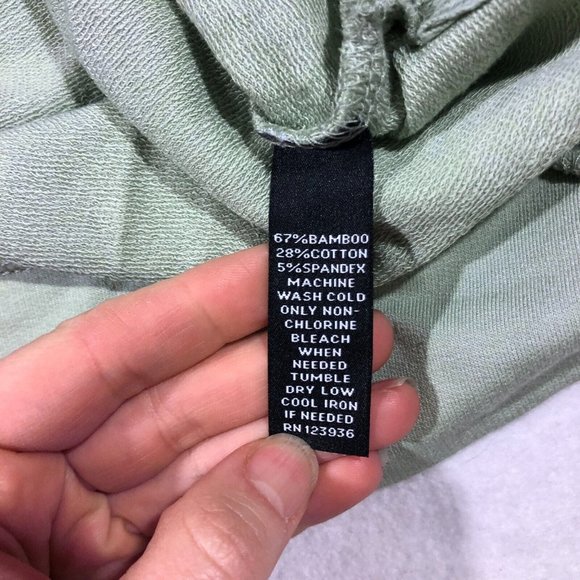 67%BAMBOO
28%COTTON
5%SPANDEX
MACHINE
WASH COLD
ONLY NON-
CHLORINE
BLEACH
WHEN
NEEDED
TUMBLE
DRY LOW
COOL IRON
IF NEEDED
RN 123936